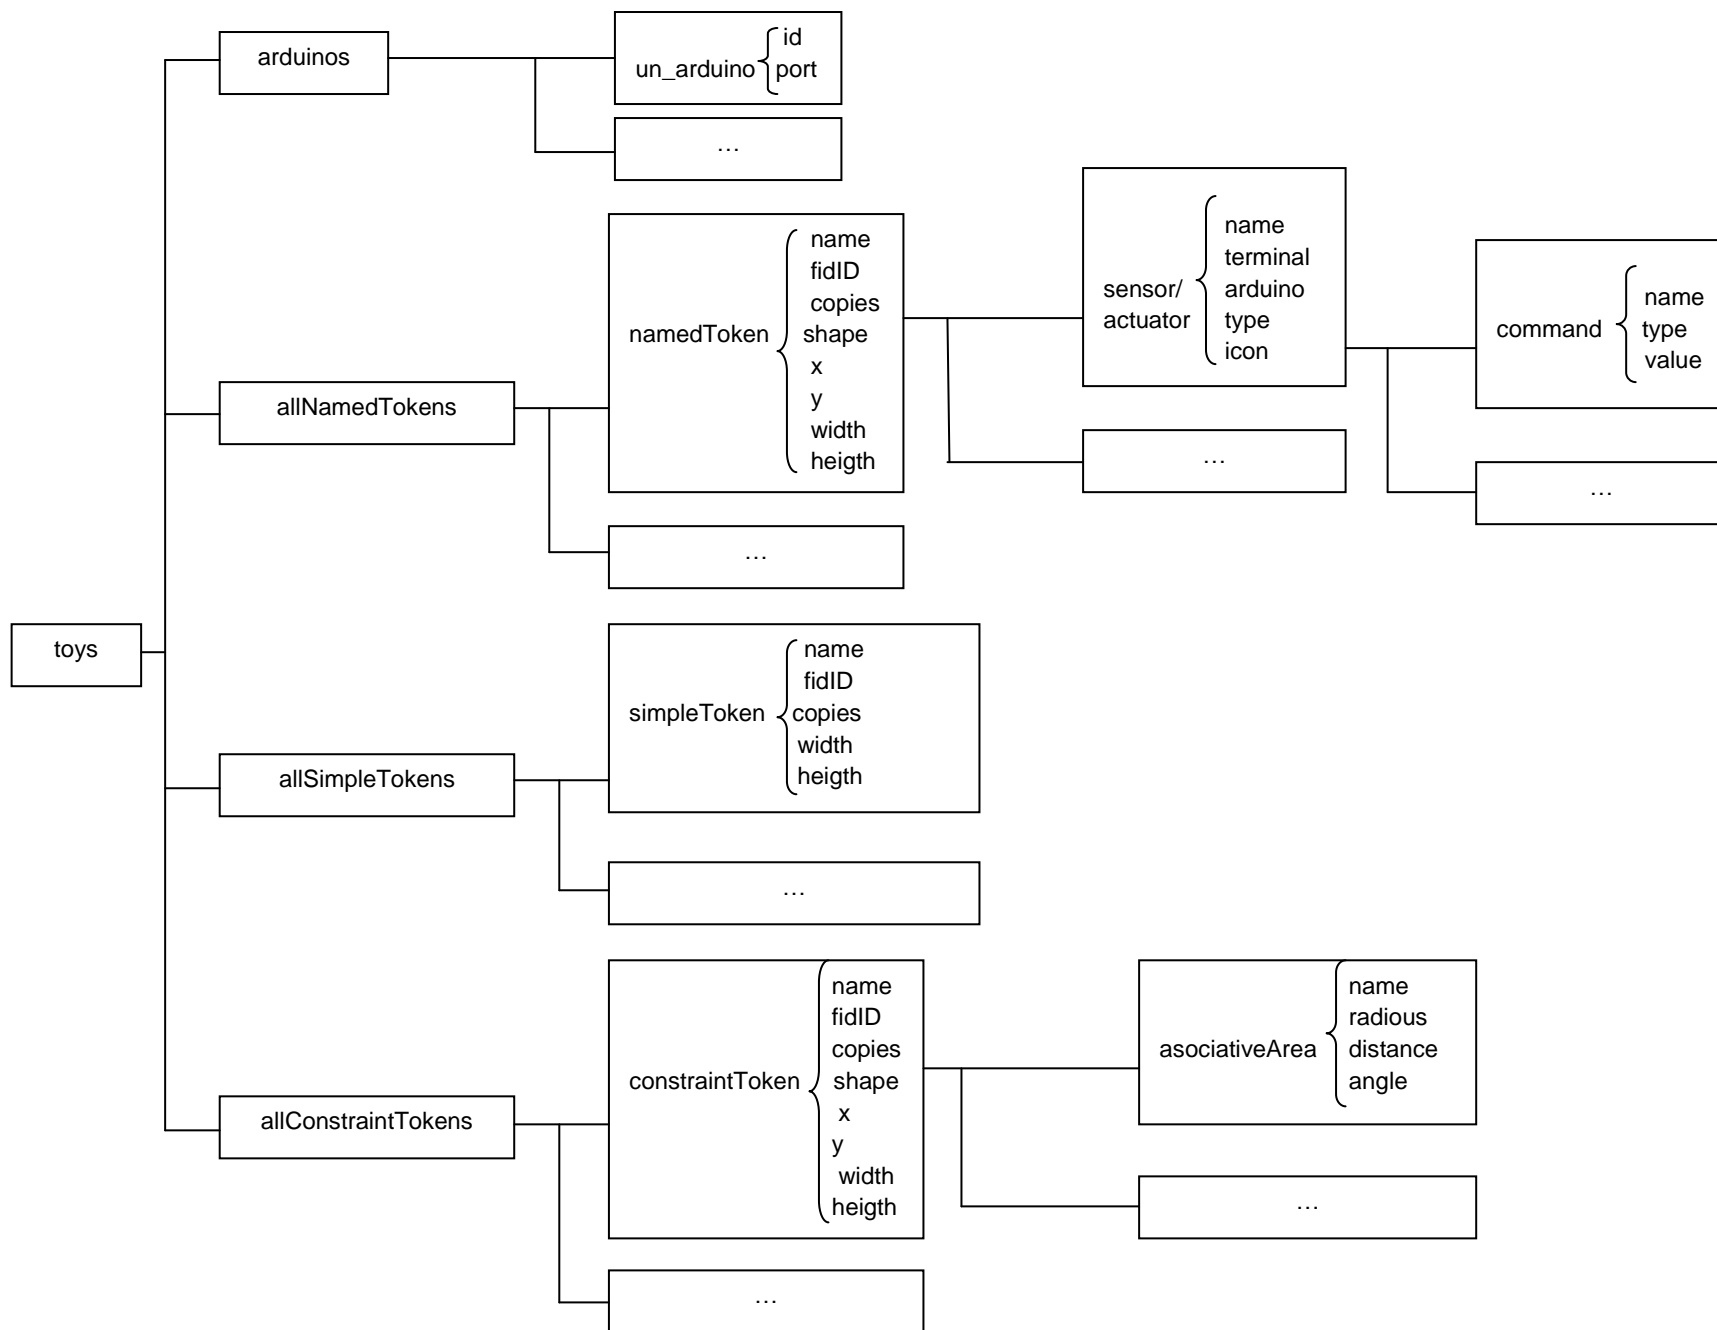 arduinos
un_arduino
id
port
...
allNamedTokens
namedToken
name
fidID
copies
shape
x
y
width
heigth
...
sensor/
actuator
name
terminal
arduino
type
icon
...
command
name
type
value
...
toys
allSimpleTokens
simpleToken
name
fidID
copies
width
heigth
...
allConstraintTokens
constraintToken
name
fidID
copies
shape
x
y
width
heigth
...
asociativeArea
name
radious
distance
angle
...